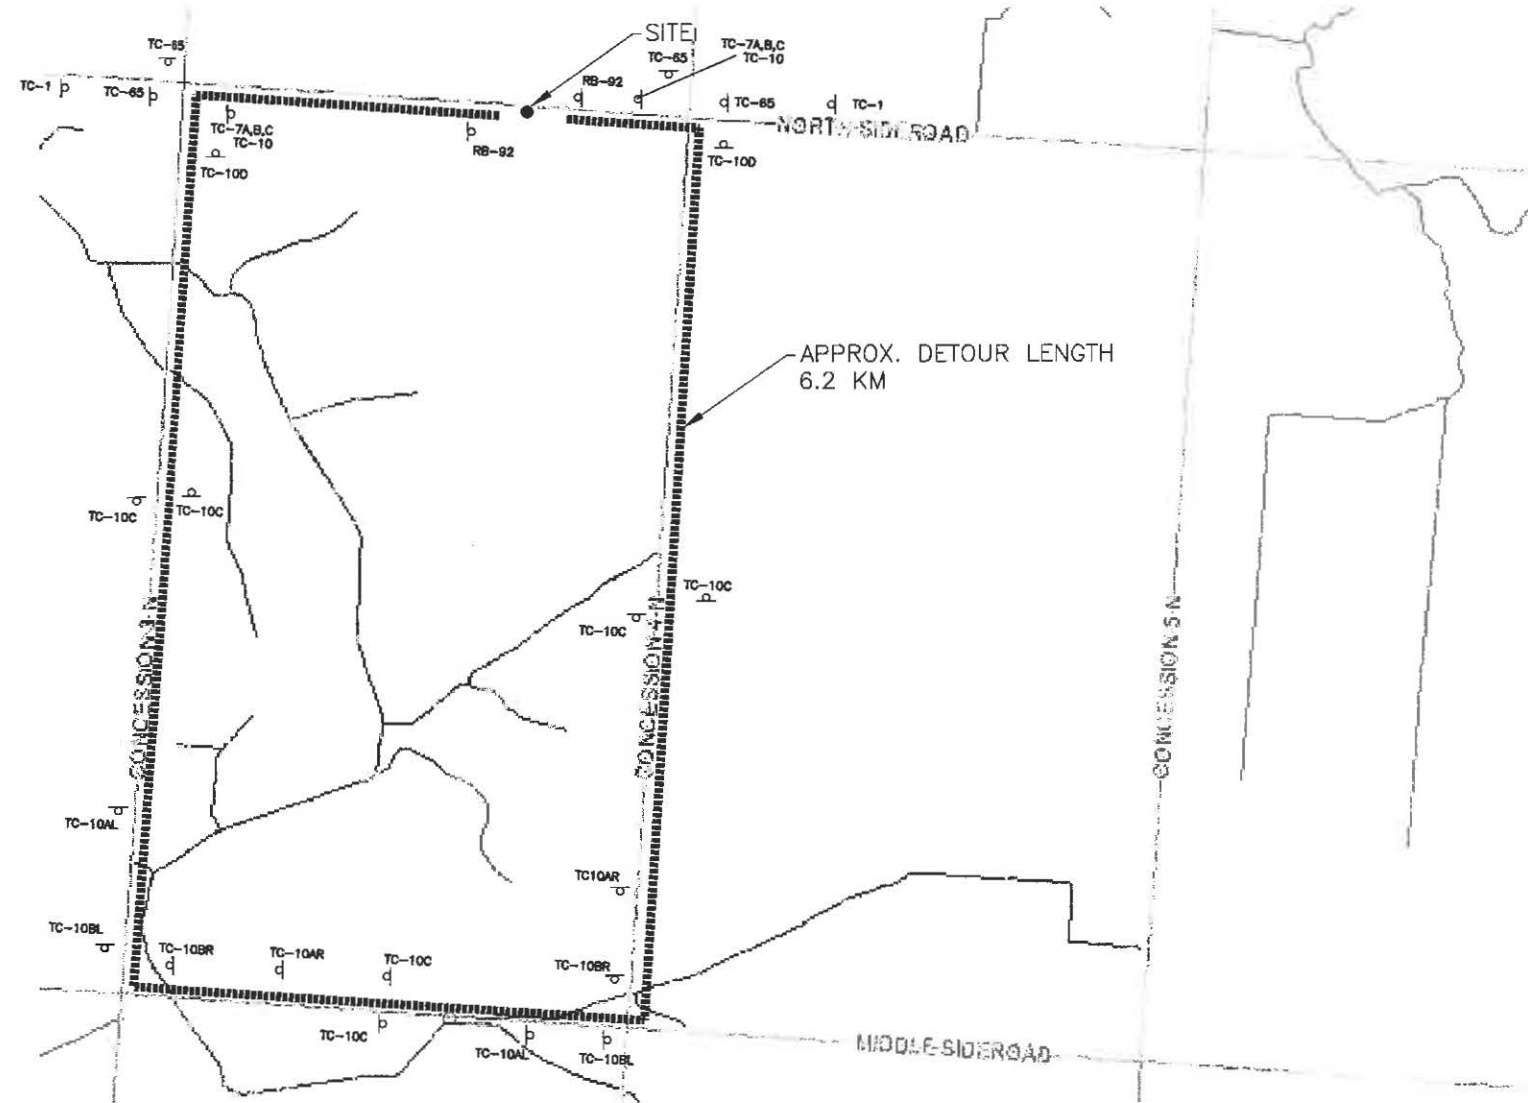 SITE
TC-65
TC-7A,B,C
TC-10
TC-65
TC-1
TC-65
RB-92
TC-65
TC-1
NORTH SIDEROAD
TC-7A,B,C
TC-10
RB-92
TC-10D
TC-10D
APPROX. DETOUR LENGTH
6.2 KM
TC-10C
TC-10C
TC-10C
TC-10C
CONCESSION 3 N
CONCESSION 4 N
CONCESSION 5 N
TC-10AL
TC10AR
TC-10BL
TC-10BR
TC-10AR
TC-10C
TC-10BR
TC-10C
TC-10AL
TC-10BL
MIDDLE SIDEROAD